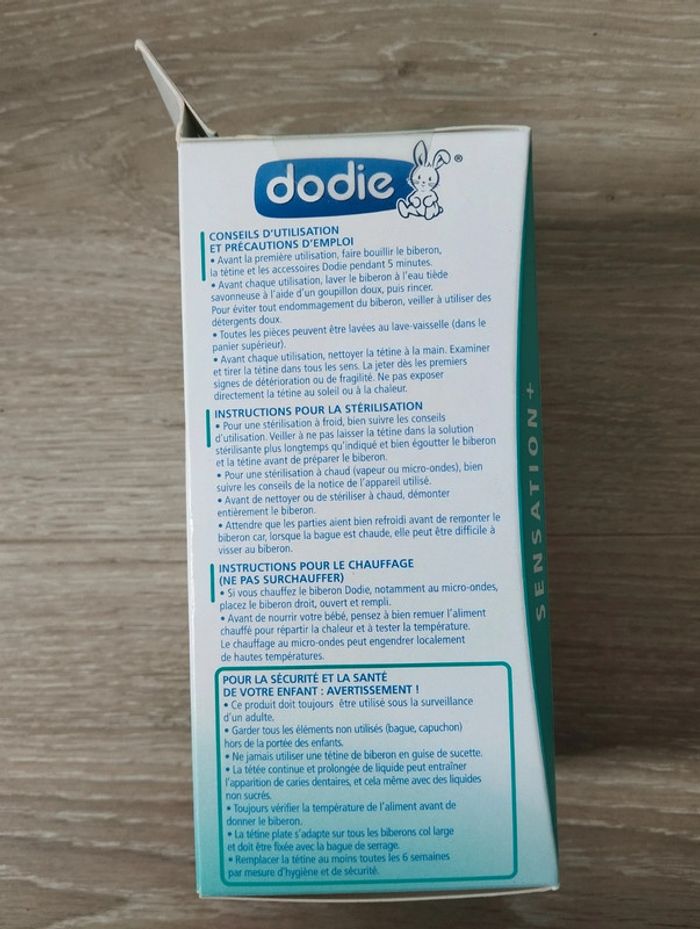 dodie ®
CONSEILS D'UTILISATION
ET PRÉCAUTIONS D'EMPLOI
• Avant la première utilisation, faire bouillir le biberon,
la tétine et les accessoires Dodie pendant 5 minutes.
• Avant chaque utilisation, laver le biberon à l'eau tiède
savonneuse à l'aide d'un goupillon doux, puis rincer.
Pour éviter tout endommagement du biberon, veiller à utiliser des
détergents doux.
• Toutes les pièces peuvent être lavées au lave-vaisselle (dans le
panier supérieur).
• Avant chaque utilisation, nettoyer la tétine à la main. Examiner
et tirer la tétine dans tous les sens. La jeter dès les premiers
signes de détérioration ou de fragilité. Ne pas exposer
directement la tétine au soleil ou à la chaleur.
INSTRUCTIONS POUR LA STÉRILISATION
• Pour une stérilisation à froid, bien suivre les conseils
d'utilisation. Veiller à ne pas laisser la tétine dans la solution
stérilisante plus longtemps qu'indiqué et bien égoutter le biberon
et la tétine avant de préparer le biberon.
• Pour une stérilisation à chaud (vapeur ou micro-ondes), bien
suivre les conseils de la notice de l'appareil utilisé.
• Avant de nettoyer ou de stériliser à chaud, démonter
entièrement le biberon.
• Attendre que les parties aient bien refroidi avant de remonter le
biberon car, lorsque la bague est chaude, elle peut être difficile à
visser au biberon.
INSTRUCTIONS POUR LE CHAUFFAGE
(NE PAS SURCHAUFFER)
• Si vous chauffez le biberon Dodie, notamment au micro-ondes,
placez le biberon droit, ouvert et rempli.
• Avant de nourrir votre bébé, pensez à bien remuer l'aliment
chauffé pour répartir la chaleur et à tester la température.
Le chauffage au micro-ondes peut engendrer localement
de hautes températures.
POUR LA SÉCURITÉ ET LA SANTÉ
DE VOTRE ENFANT : AVERTISSEMENT !
• Ce produit doit toujours être utilisé sous la surveillance
d'un adulte.
• Garder tous les éléments non utilisés (bague, capuchon)
hors de la portée des enfants.
• Ne jamais utiliser une tétine de biberon en guise de sucette.
• La tétée continue et prolongée de liquide peut entraîner
l'apparition de caries dentaires, et cela même avec des liquides
non sucrés.
• Toujours vérifier la température de l'aliment avant de
donner le biberon.
• La tétine plate s'adapte sur tous les biberons col large
et doit être fixée avec la bague de serrage.
• Remplacer la tétine au moins toutes les 6 semaines
par mesure d'hygiène et de sécurité.
SENSATION+